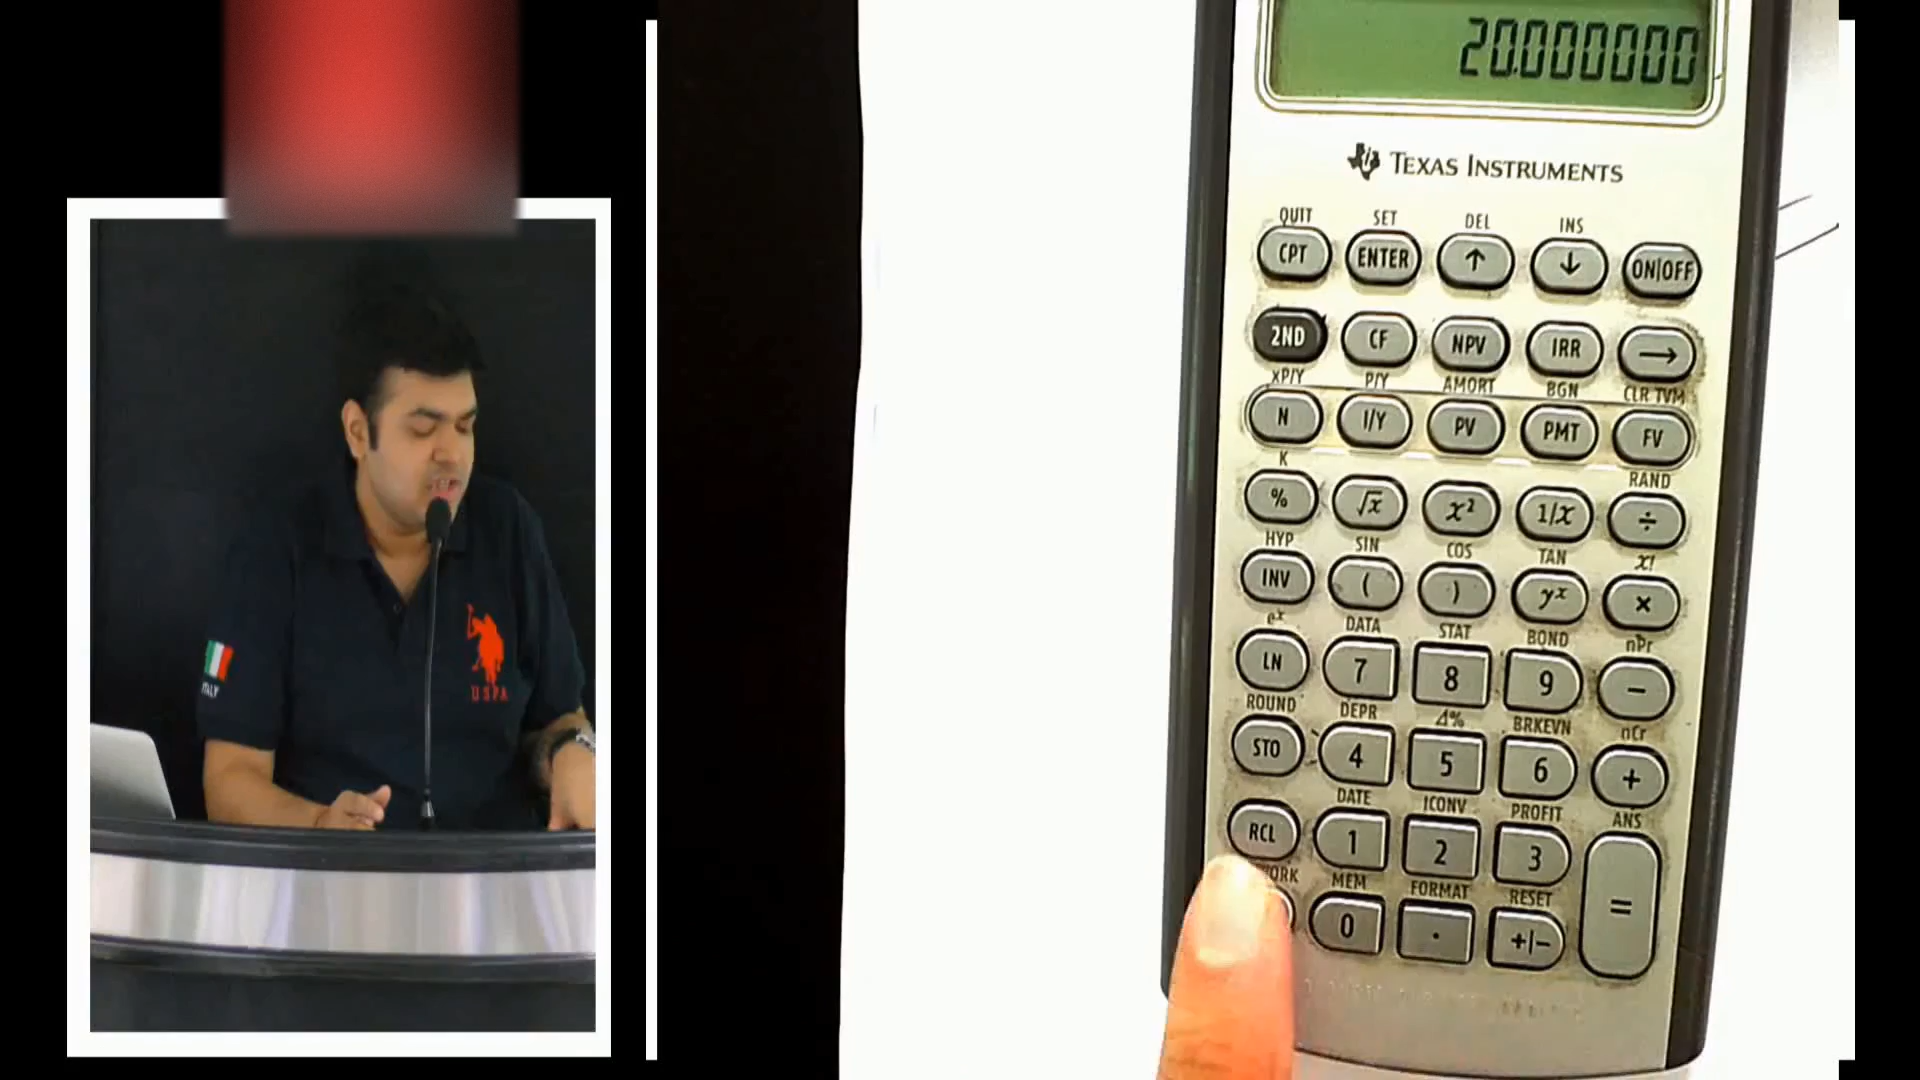 20.000000
TEXAS INSTRUMENTS
QUIT SET DEL INS
CPT ENTER ↑ ↓ ON|OFF
2ND CF NPV IRR →
xP/Y P/Y AMORT BGN CLR TVM
N I/Y PV PMT FV
K RAND
% √x x² 1/x ÷
HYP SIN COS TAN x!
INV ( ) yˣ ×
eˣ DATA STAT BOND nPr
LN 7 8 9 −
ROUND DEPR Δ% BRKEVN nCr
STO 4 5 6 +
DATE ICONV PROFIT ANS
RCL 1 2 3 =
MEM FORMAT RESET
0 . +|−
ITALY
USPA